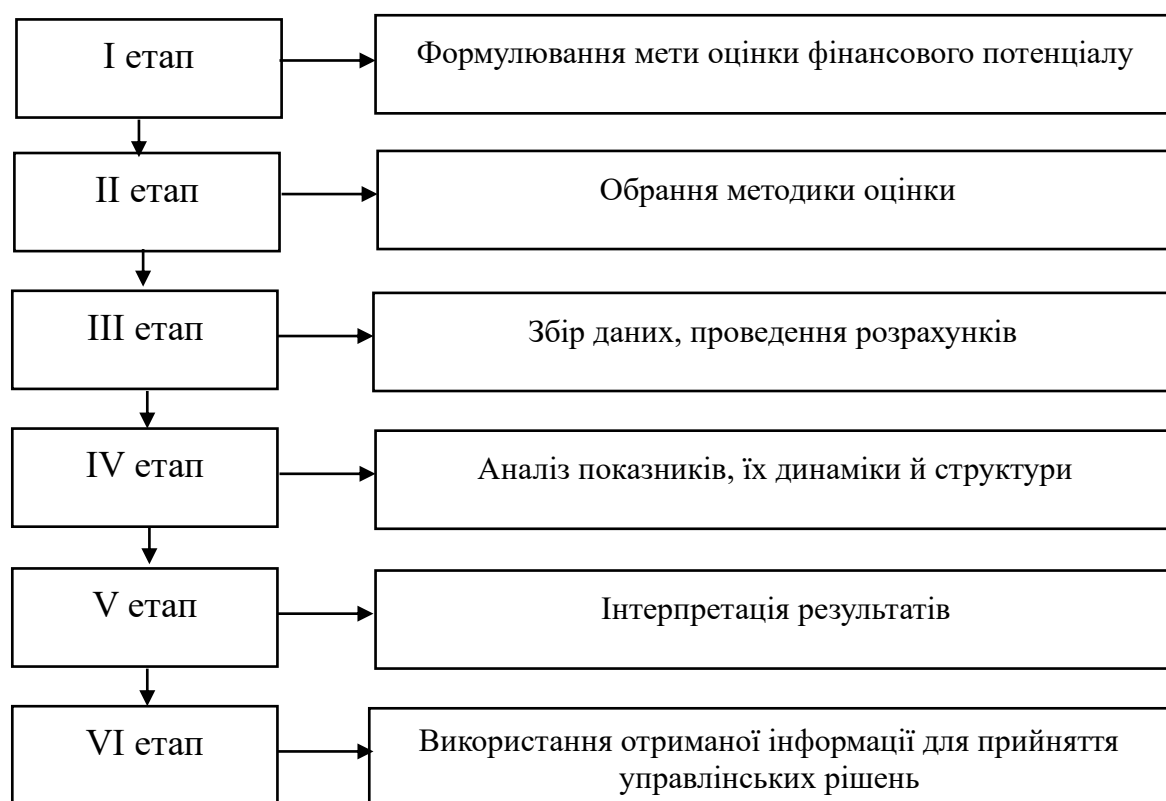 I етап
Формулювання мети оцінки фінансового потенціалу
II етап
Обрання методики оцінки
III етап
Збір даних, проведення розрахунків
IV етап
Аналіз показників, їх динаміки й структури
V етап
Інтерпретація результатів
VI етап
Використання отриманої інформації для прийняття
управлінських рішень